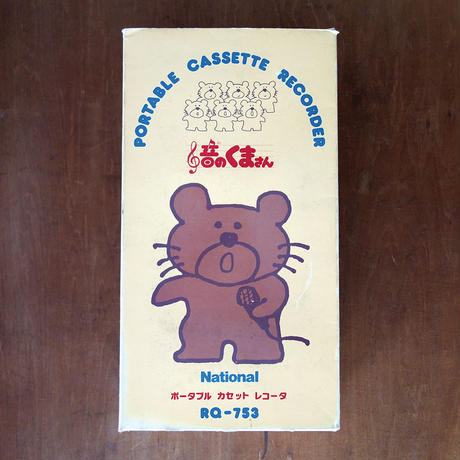 PORTABLE CASSETTE RECORDER
音のくまさん
National
ポータブル カセット レコータ
RQ-753